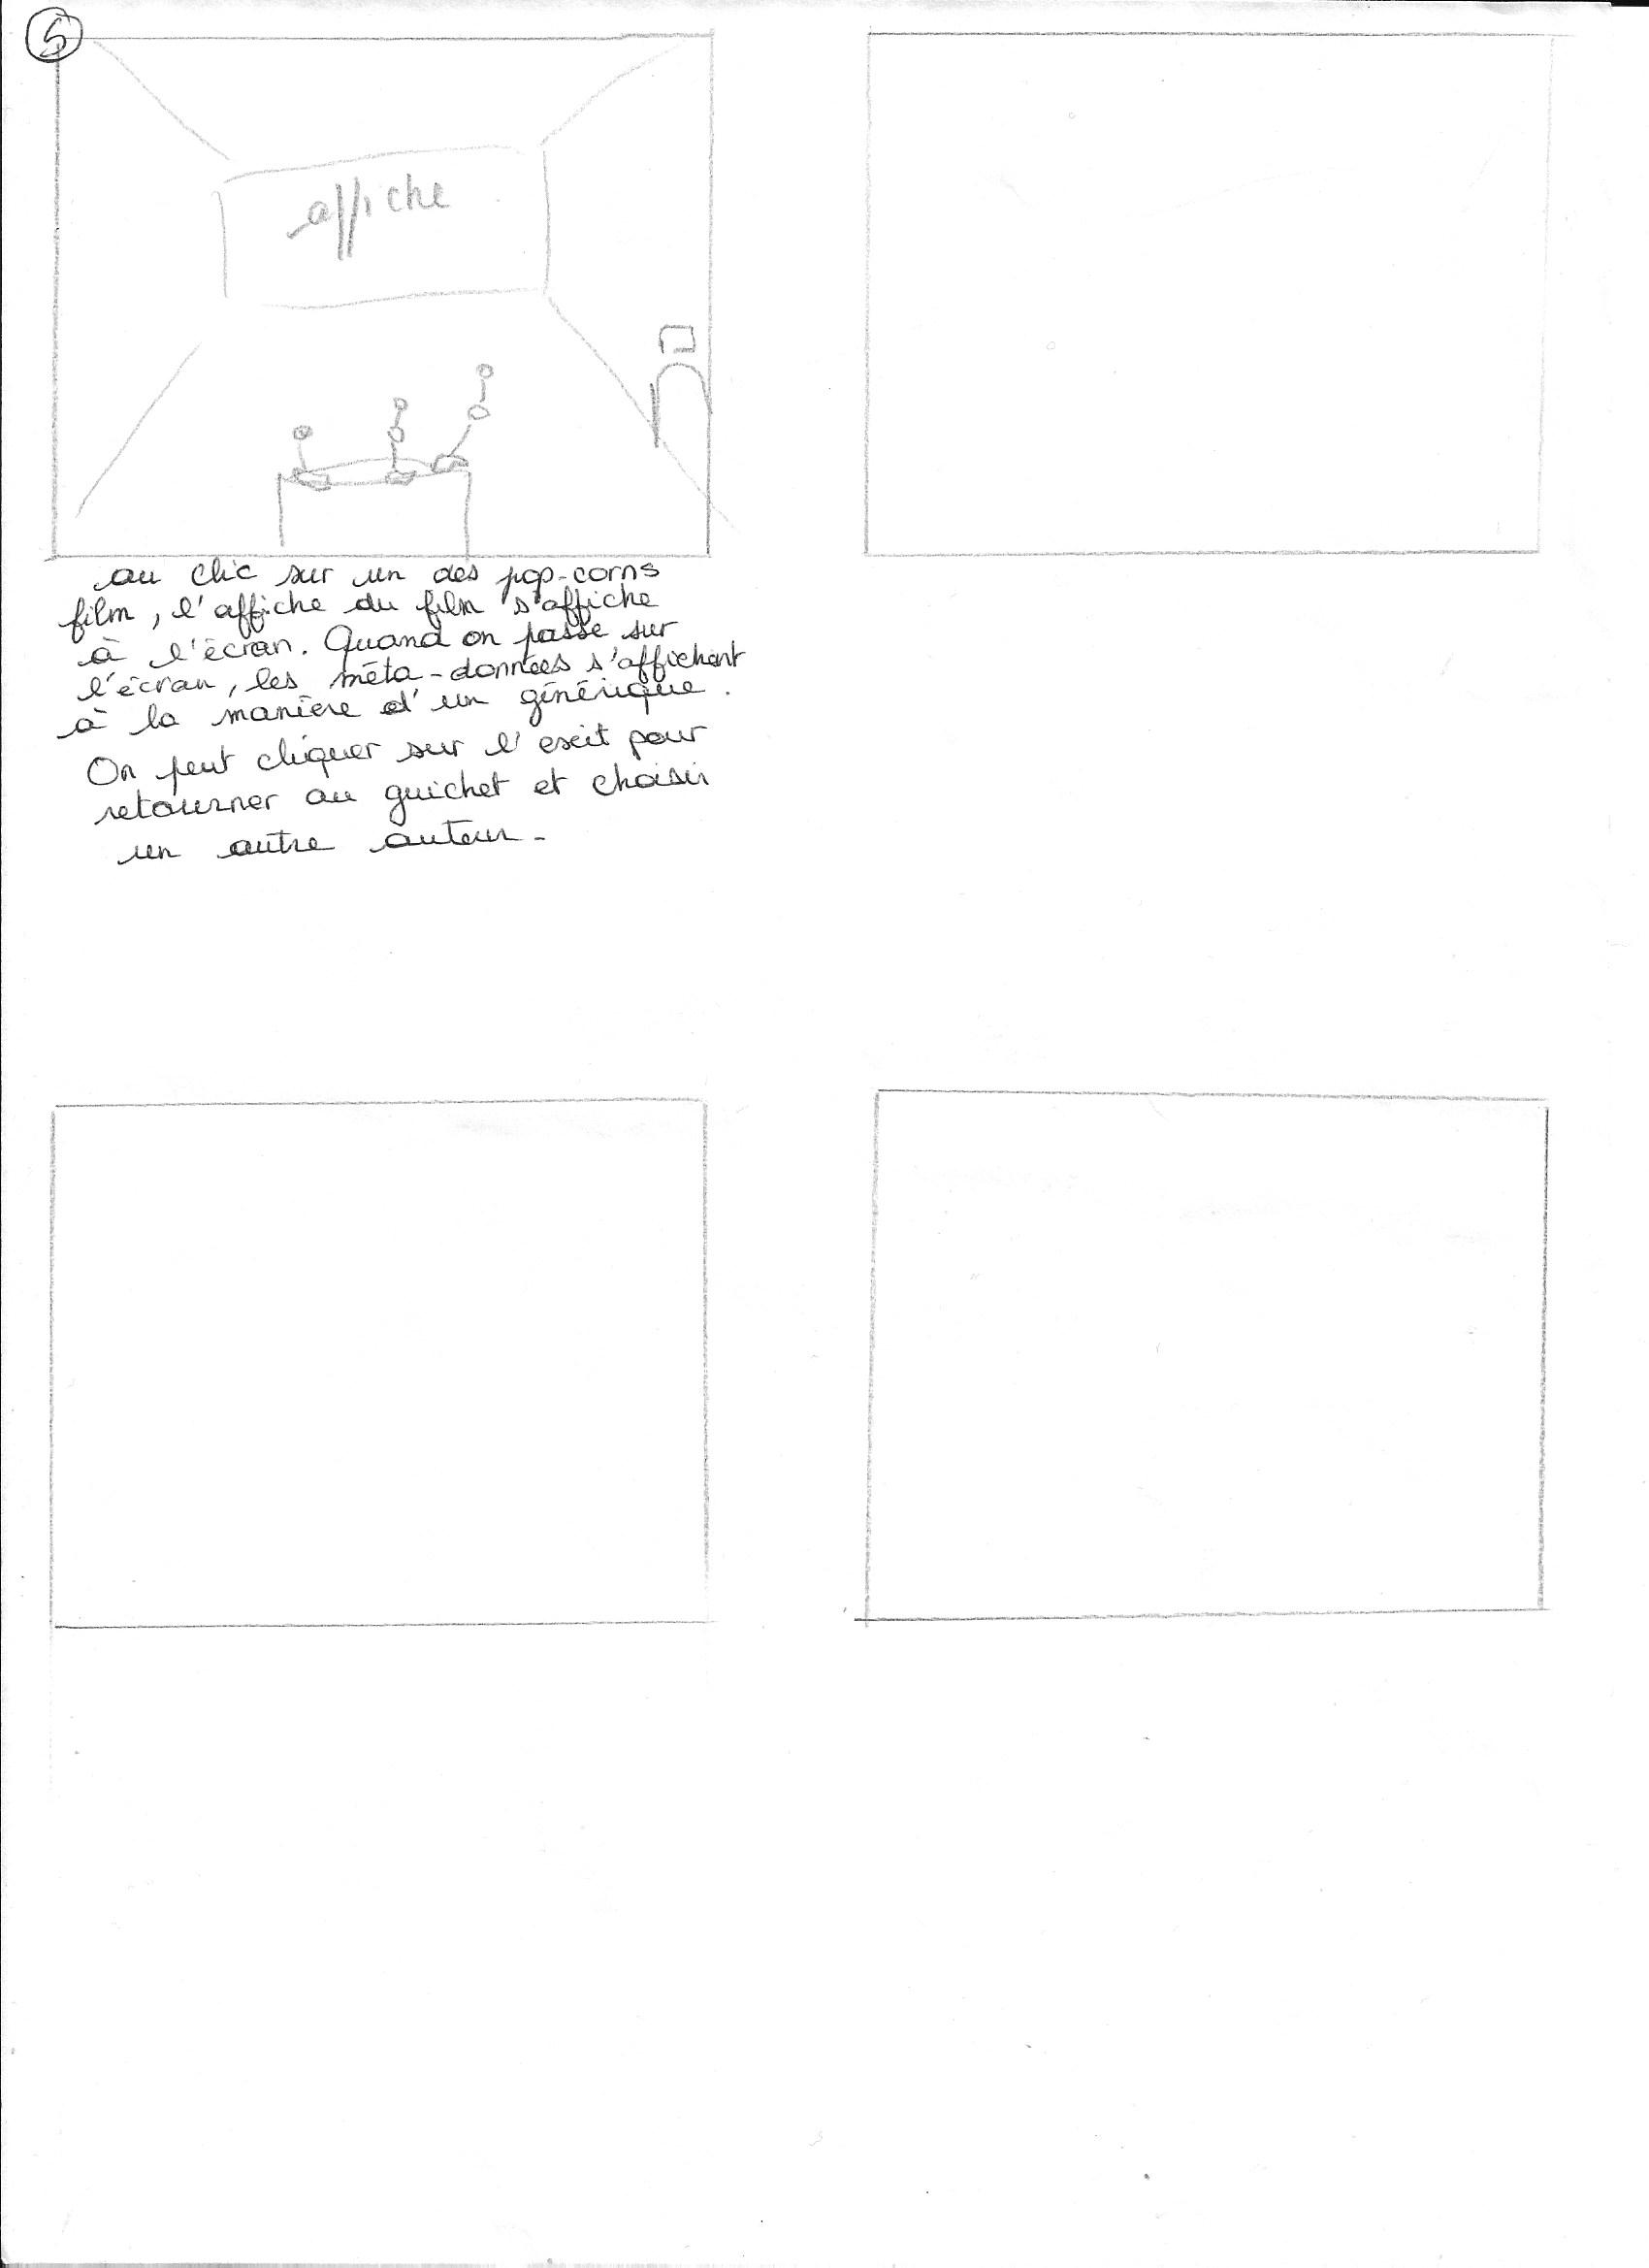 5
affiche
au clic sur un des pop-corns
film, l'affiche du film s'affiche
à l'écran. Quand on passe sur
l'écran, les méta-données s'affichent
à la manière d'un générique.
On peut cliquer sur l'exit pour
retourner au guichet et choisir
un autre auteur.